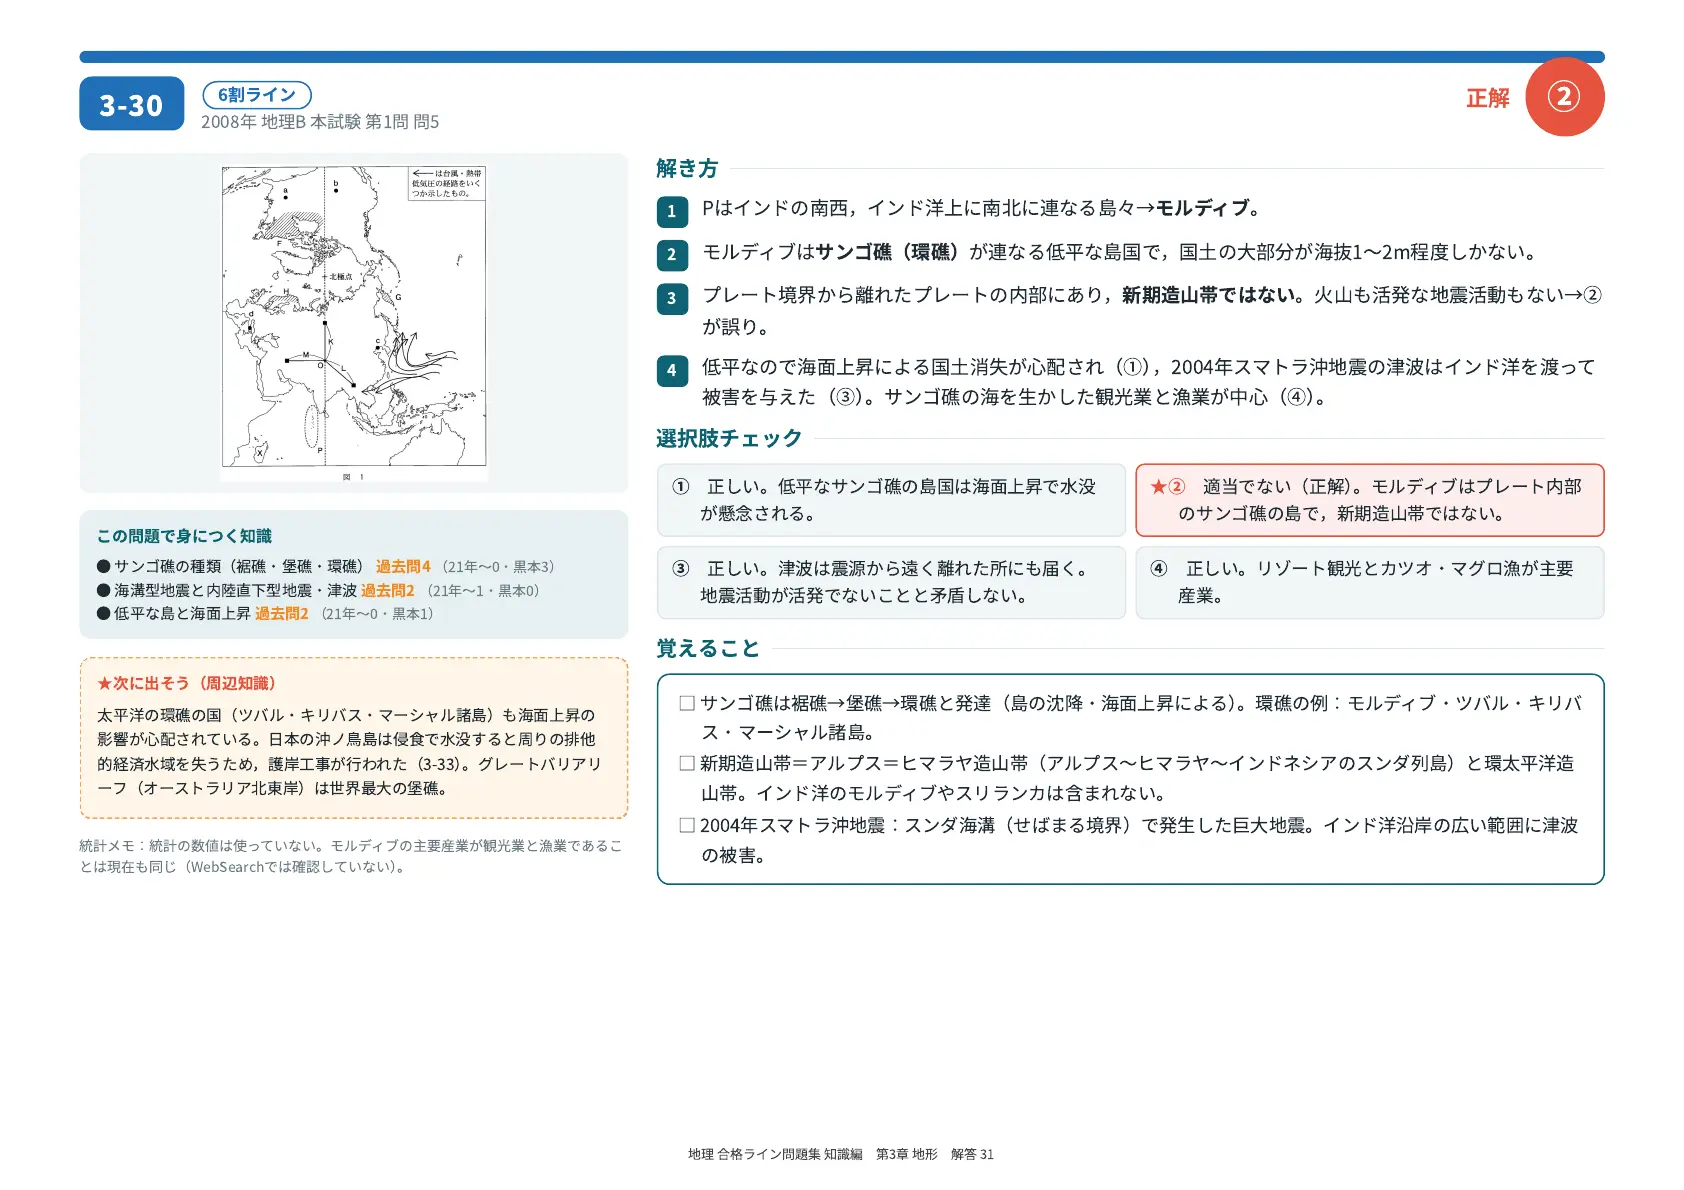 3-30
6割ライン
2008年 地理B 本試験 第1問 問5
正解 ②
←は台風・熱帯
低気圧の経路をいく
つか示したもの。
a
b
F
北極点
H
G
d
K
c
M
O
L
P
X
図 1
この問題で身につく知識
● サンゴ礁の種類（裾礁・堡礁・環礁） 過去問4 （21年〜0・黒本3）
● 海溝型地震と内陸直下型地震・津波 過去問2 （21年〜1・黒本0）
● 低平な島と海面上昇 過去問2 （21年〜0・黒本1）
★次に出そう（周辺知識）
太平洋の環礁の国（ツバル・キリバス・マーシャル諸島）も海面上昇の
影響が心配されている。日本の沖ノ鳥島は侵食で水没すると周りの排他
的経済水域を失うため，護岸工事が行われた（3-33）。グレートバリアリ
ーフ（オーストラリア北東岸）は世界最大の堡礁。
統計メモ：統計の数値は使っていない。モルディブの主要産業が観光業と漁業であるこ
とは現在も同じ（WebSearchでは確認していない）。
解き方
1 Pはインドの南西，インド洋上に南北に連なる島々→モルディブ。
2 モルディブはサンゴ礁（環礁）が連なる低平な島国で，国土の大部分が海抜1〜2m程度しかない。
3 プレート境界から離れたプレートの内部にあり，新期造山帯ではない。火山も活発な地震活動もない→②
が誤り。
4 低平なので海面上昇による国土消失が心配され（①），2004年スマトラ沖地震の津波はインド洋を渡って
被害を与えた（③）。サンゴ礁の海を生かした観光業と漁業が中心（④）。
選択肢チェック
① 正しい。低平なサンゴ礁の島国は海面上昇で水没
が懸念される。
★② 適当でない（正解）。モルディブはプレート内部
のサンゴ礁の島で，新期造山帯ではない。
③ 正しい。津波は震源から遠く離れた所にも届く。
地震活動が活発でないことと矛盾しない。
④ 正しい。リゾート観光とカツオ・マグロ漁が主要
産業。
覚えること
□ サンゴ礁は裾礁→堡礁→環礁と発達（島の沈降・海面上昇による）。環礁の例：モルディブ・ツバル・キリバ
ス・マーシャル諸島。
□ 新期造山帯＝アルプス＝ヒマラヤ造山帯（アルプス〜ヒマラヤ〜インドネシアのスンダ列島）と環太平洋造
山帯。インド洋のモルディブやスリランカは含まれない。
□ 2004年スマトラ沖地震：スンダ海溝（せばまる境界）で発生した巨大地震。インド洋沿岸の広い範囲に津波
の被害。
地理 合格ライン問題集 知識編 第3章 地形 解答 31